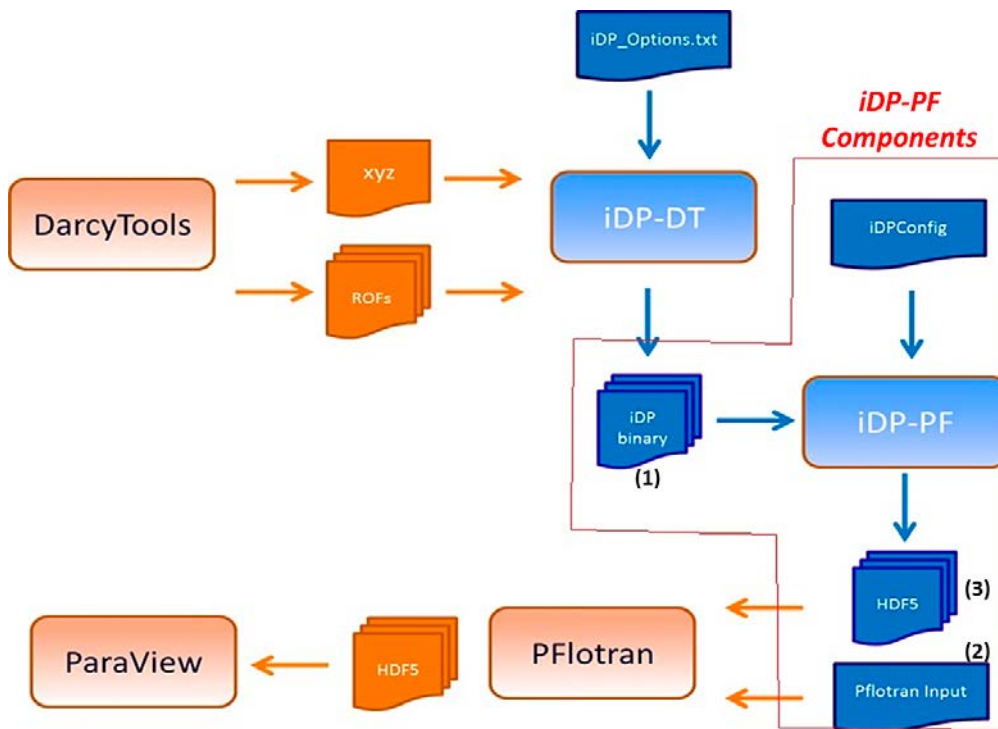 iDP_Options.txt
iDP-PF
Components
DarcyTools
xyz
ROFs
iDP-DT
iDPConfig
iDP
binary
(1)
iDP-PF
HDF5
(3)
(2)
Pflotran Input
PFlotran
HDF5
ParaView